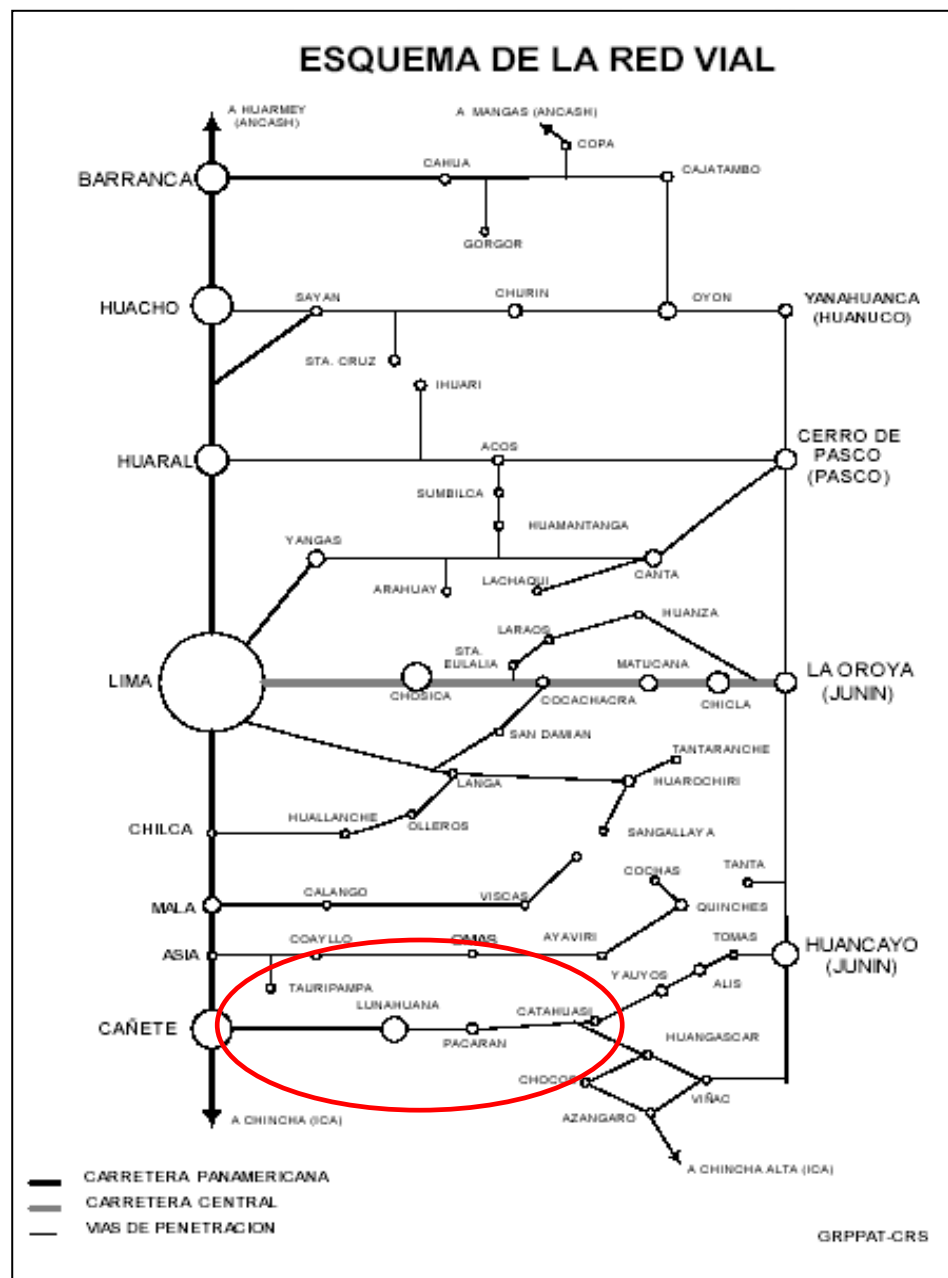 ESQUEMA DE LA RED VIAL
A HUARMEY
(ANCASH)
A MANGAS (ANCASH)
COPA
BARRANCA
CAHUA
CAJATAMBO
GORGOR
HUACHO
SAYAN
CHURIN
OYON
YANAHUANCA
(HUANUCO)
STA. CRUZ
IHUARI
HUARAL
ACOS
CERRO DE
PASCO
(PASCO)
SUMBILCA
HUAMANTANGA
YANGAS
ARAHUAY
LACHAQUI
CANTA
HUANZA
LARAOS
STA.
EULALIA
MATUCANA
LIMA
CHOSICA
COCACHACRA
CHICLA
LA OROYA
(JUNIN)
SAN DAMIAN
TANTARANCHE
LANGA
HUAROCHIRI
CHILCA
HUALLANCHE
OLLEROS
SANGALLAYA
COCHAS
TANTA
MALA
CALANGO
VISCAS
QUINCHES
ASIA
COAYLLO
OMAS
AYAVIRI
TOMAS
HUANCAYO
(JUNIN)
TAURIPAMPA
YAUYOS
ALIS
LUNAHUANA
CATAHUASI
CAÑETE
PACARAN
HUANGASCAR
CHOCOS
VIÑAC
AZANGARO
A CHINCHA (ICA)
A CHINCHA ALTA (ICA)
CARRETERA PANAMERICANA
CARRETERA CENTRAL
VIAS DE PENETRACION
GRPPAT-CRS